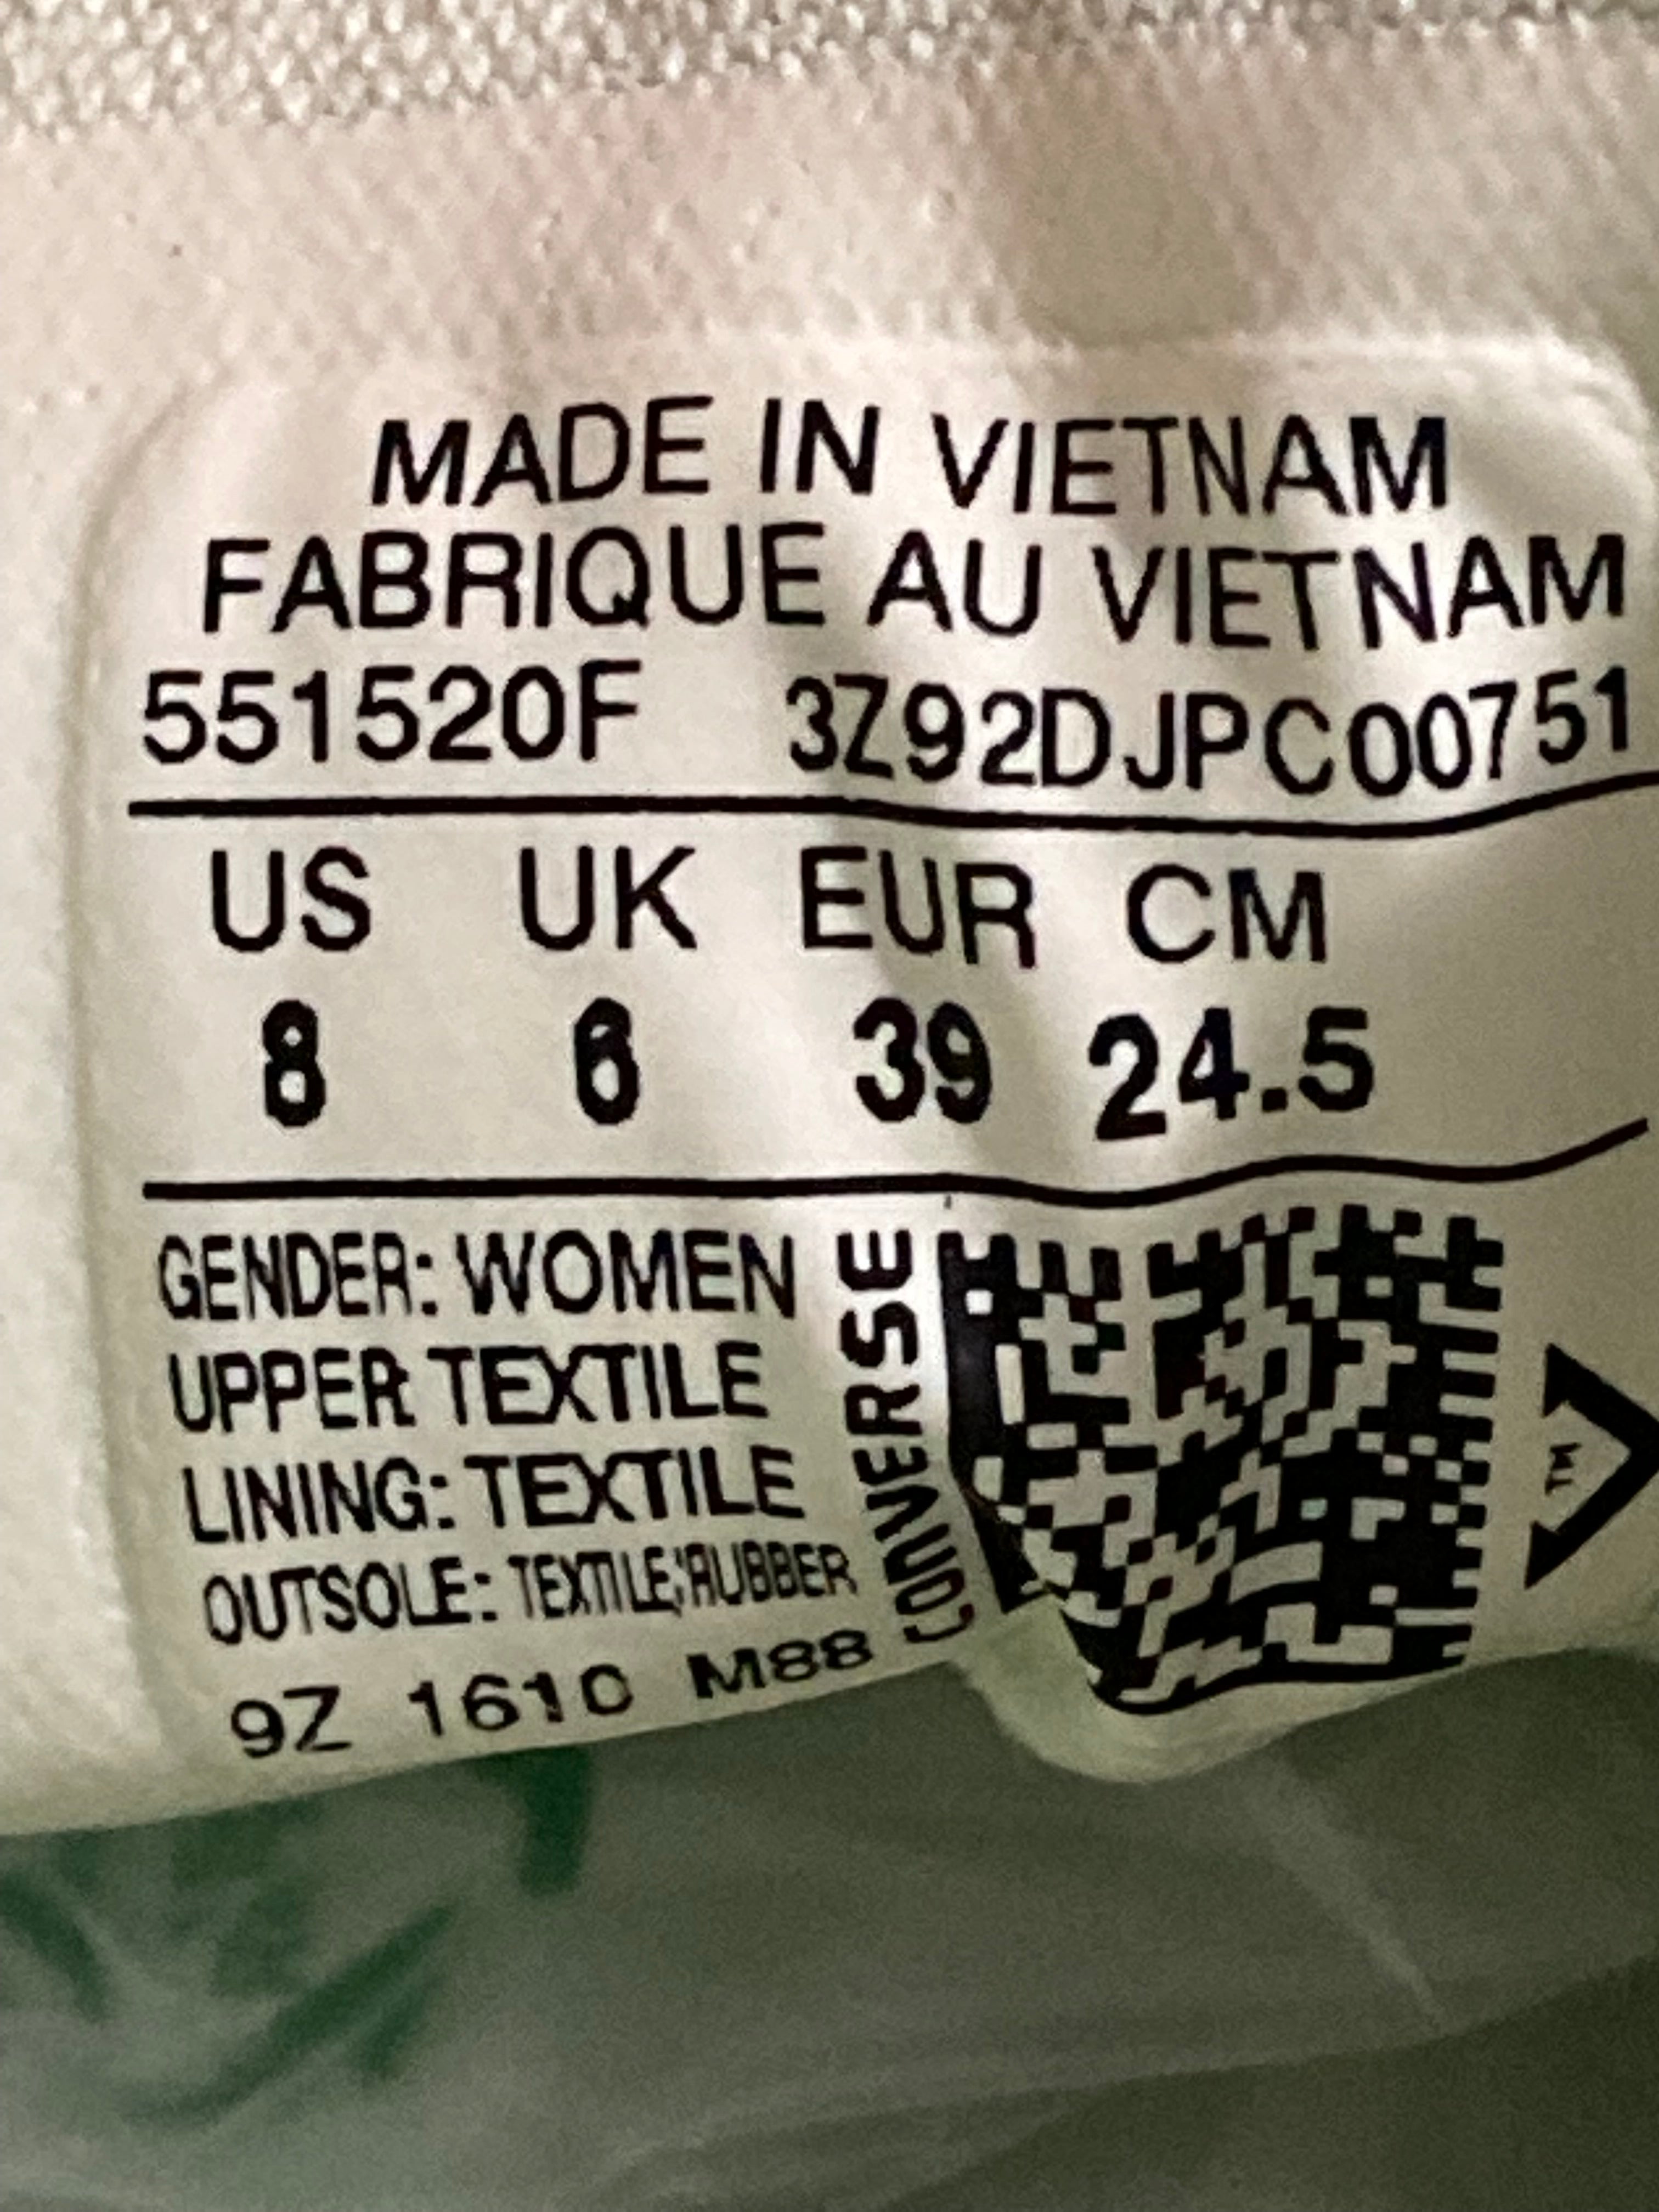 MADE IN VIETNAM
FABRIQUE AU VIETNAM
551520F 3Z92DJPC00751
US UK EUR CM
8 6 39 24.5
GENDER: WOMEN
UPPER TEXTILE
LINING: TEXTILE
OUTSOLE: TEXTILE/RUBBER
9Z 1610 M88
CONVERSE